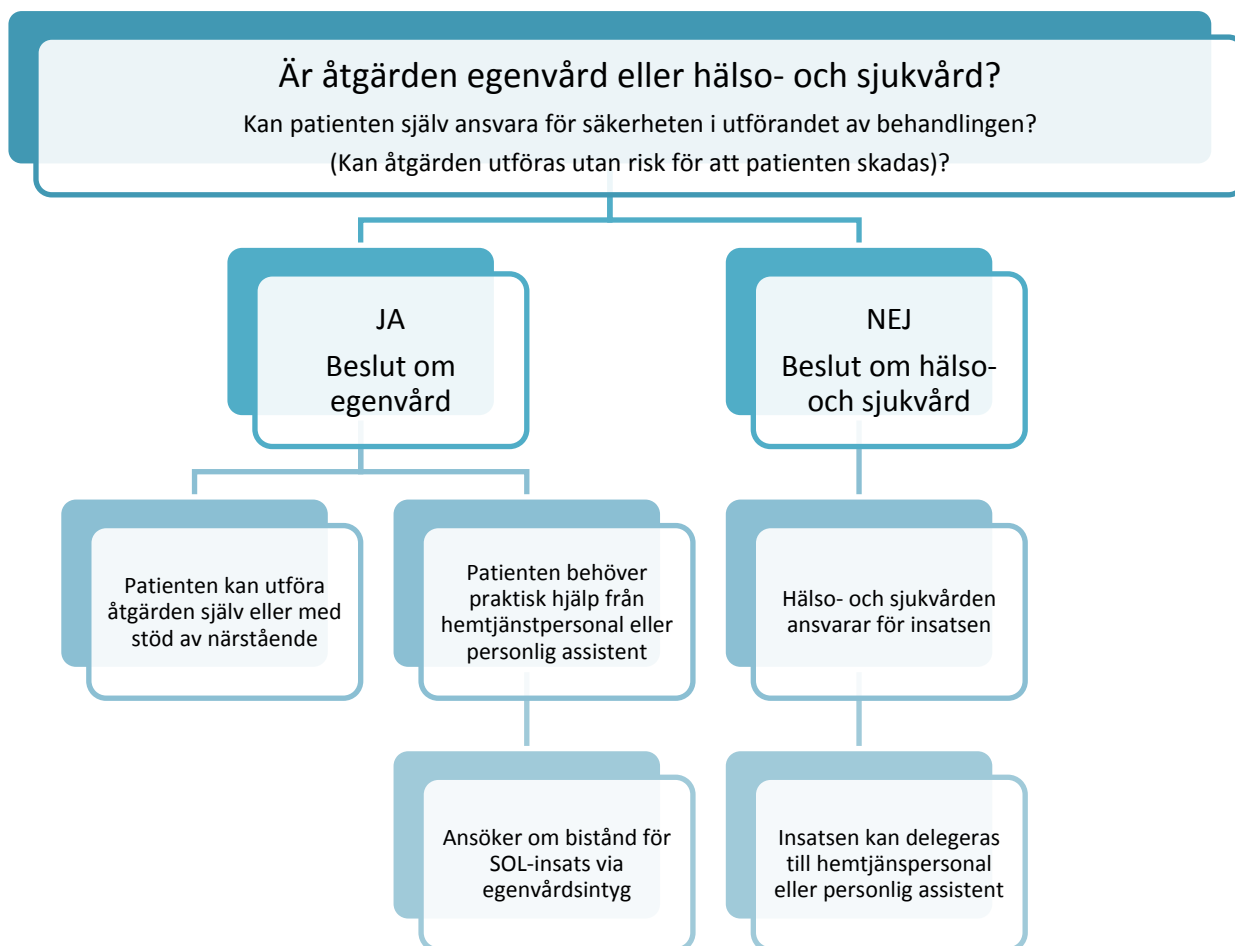 Är åtgärden egenvård eller hälso- och sjukvård?
Kan patienten själv ansvara för säkerheten i utförandet av behandlingen?
(Kan åtgärden utföras utan risk för att patienten skadas)?
JA
Beslut om
egenvård
NEJ
Beslut om hälso-
och sjukvård
Patienten kan utföra
åtgärden själv eller med
stöd av närstående
Patienten behöver
praktisk hjälp från
hemtjänstpersonal eller
personlig assistent
Hälso- och sjukvården
ansvarar för insatsen
Ansöker om bistånd för
SOL-insats via
egenvårdsintyg
Insatsen kan delegeras
till hemtjänspersonal
eller personlig assistent